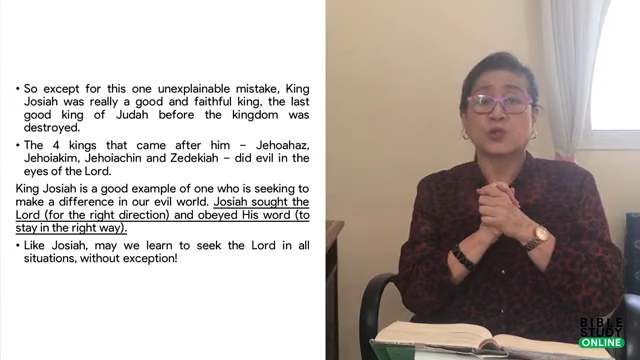 • So except for this one unexplainable mistake, King
Josiah was really a good and faithful king, the last
good king of Judah before the kingdom was
destroyed.
• The 4 kings that came after him – Jehoahaz,
Jehoiakim, Jehoiachin and Zedekiah – did evil in the
eyes of the Lord.
King Josiah is a good example of one who is seeking to
make a difference in our evil world. Josiah sought the
Lord (for the right direction) and obeyed His word (to
stay in the right way).
• Like Josiah, may we learn to seek the Lord in all
situations, without exception!
BIBLE
STUDY
ONLINE